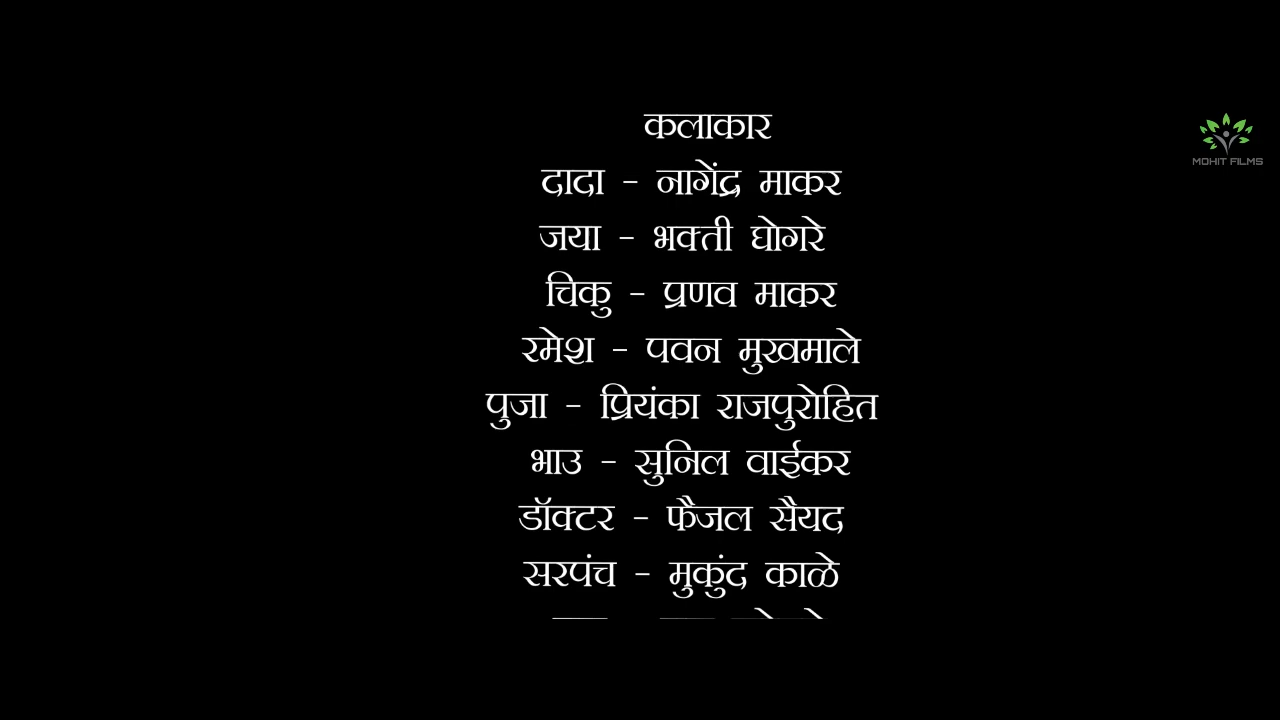 कलाकार
दादा - नागेंद्र माकर
जया - भक्ती घोगरे
चिकु - प्रणव माकर
रमेश - पवन मुखमाले
पुजा - प्रियंका राजपुरोहित
भाउ - सुनिल वाईकर
डॉक्टर - फैजल सैयद
सरपंच - मुकुंद काळे
MOHIT FILMS